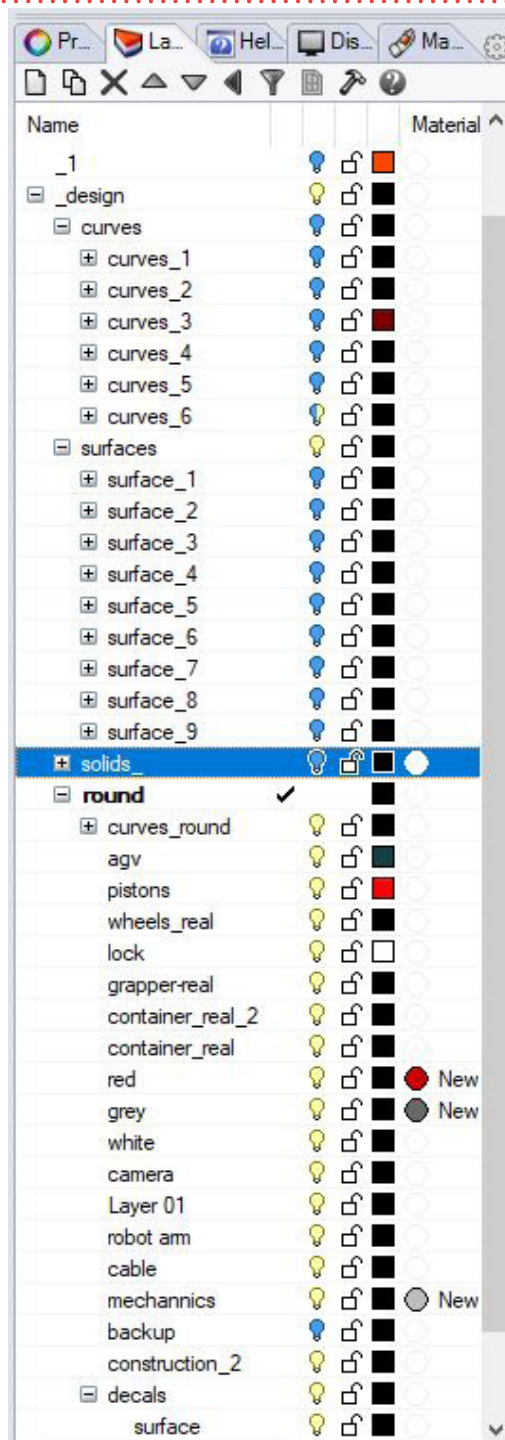 Pr... La... Hel... Dis... Ma...
Name Material
_1
_design
curves
curves_1
curves_2
curves_3
curves_4
curves_5
curves_6
surfaces
surface_1
surface_2
surface_3
surface_4
surface_5
surface_6
surface_7
surface_8
surface_9
solids_
round
curves_round
agv
pistons
wheels_real
lock
grapper-real
container_real_2
container_real
red New
grey New
white
camera
Layer 01
robot arm
cable
mechannics New
backup
construction_2
decals
surface